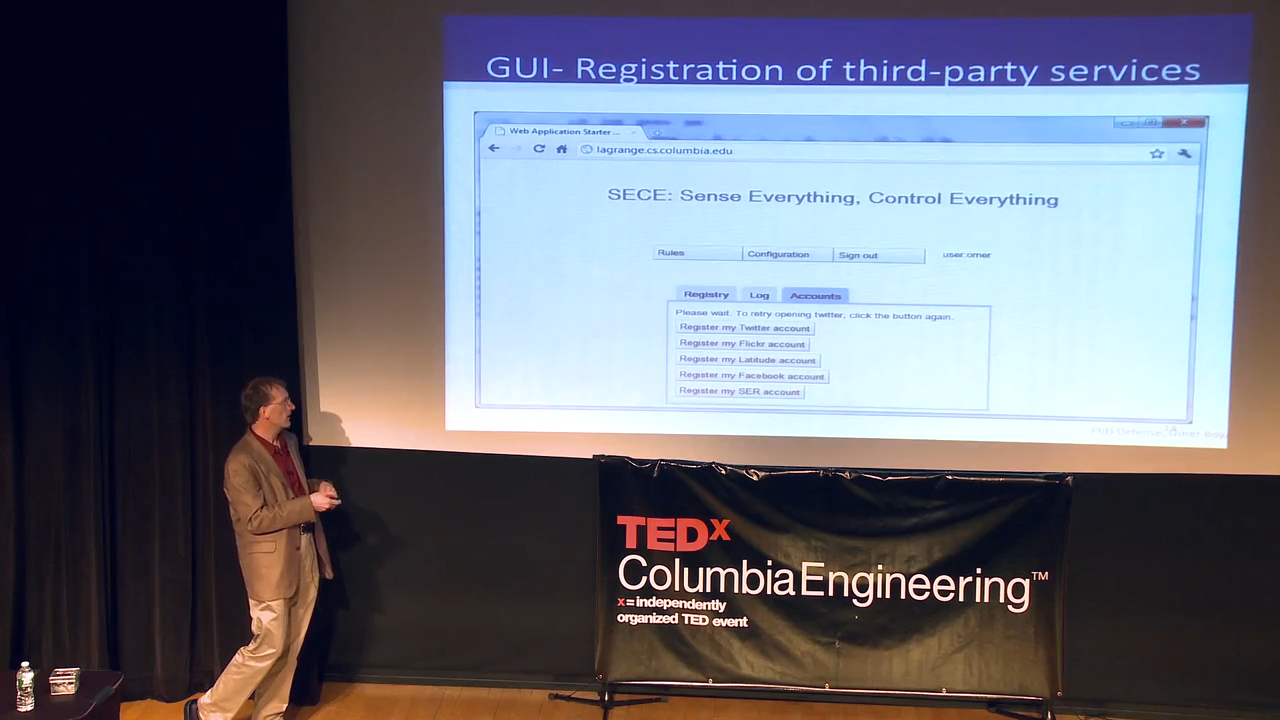 GUI- Registration of third-party services
Web Application Starter ...
lagrange.cs.columbia.edu
SECE: Sense Everything, Control Everything
Rules Configuration Sign out user:omer
Registry Log Accounts
Please wait. To retry opening twitter, click the button again.
Register my Twitter account
Register my Flickr account
Register my Latitude account
Register my Facebook account
Register my SER account
PhD Defense,
TEDx
ColumbiaEngineering™
x = independently
organized TED event